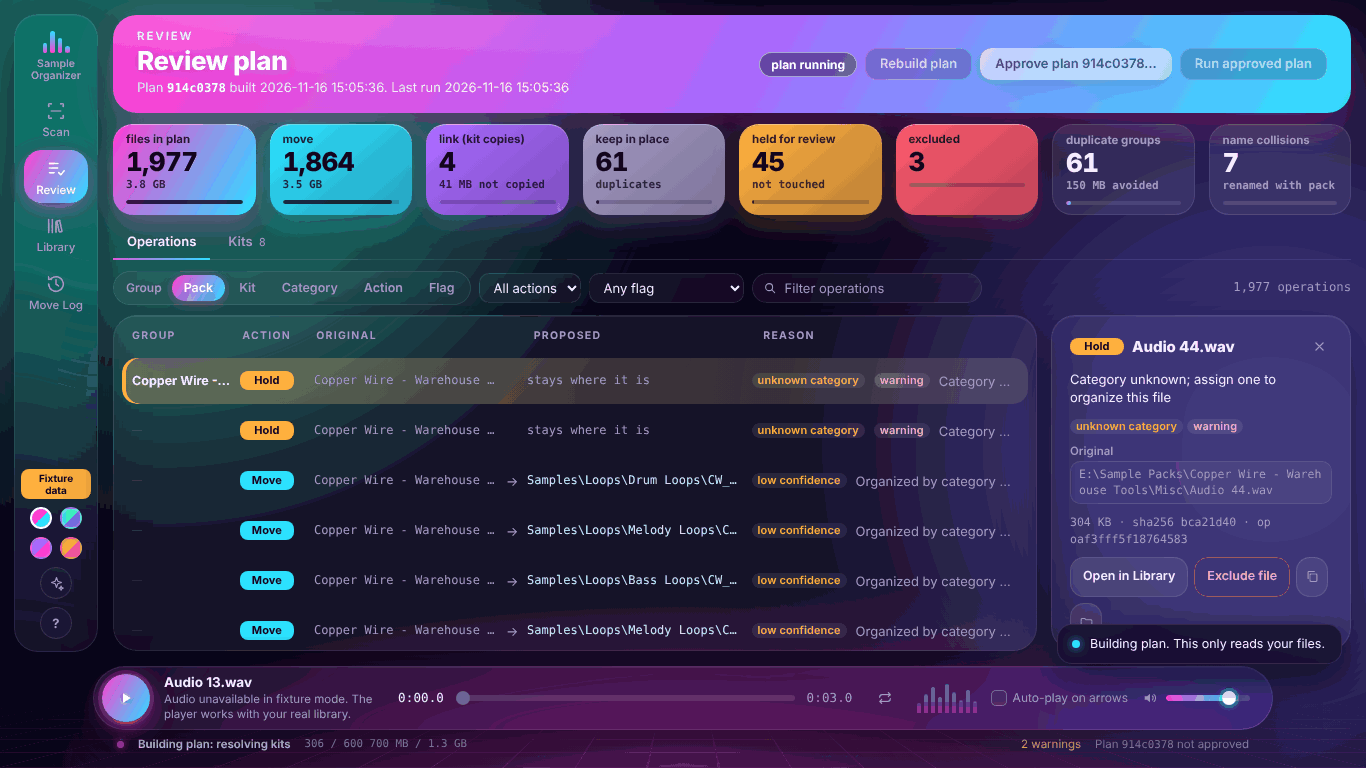 Sample
Organizer
Scan
Review
Library
Move Log
Fixture
data
?
REVIEW
Review plan
Plan 914c0378 built 2026-11-16 15:05:36. Last run 2026-11-16 15:05:36
plan running
Rebuild plan
Approve plan 914c0378...
Run approved plan
files in plan
1,977
3.8 GB
move
1,864
3.5 GB
link (kit copies)
4
41 MB not copied
keep in place
61
duplicates
held for review
45
not touched
excluded
3
duplicate groups
61
150 MB avoided
name collisions
7
renamed with pack
Operations
Kits 8
Group Pack Kit Category Action Flag
All actions
Any flag
Filter operations
1,977 operations
GROUP ACTION ORIGINAL PROPOSED REASON
Copper Wire -… Hold Copper Wire - Warehouse … stays where it is unknown category warning Category …
— Hold Copper Wire - Warehouse … stays where it is unknown category warning Category …
— Move Copper Wire - Warehouse … → Samples\Loops\Drum Loops\CW_… low confidence Organized by category …
— Move Copper Wire - Warehouse … → Samples\Loops\Melody Loops\C… low confidence Organized by category …
— Move Copper Wire - Warehouse … → Samples\Loops\Bass Loops\CW_… low confidence Organized by category …
— Move Copper Wire - Warehouse … → Samples\Loops\Melody Loops\C… low confidence Organized by category …
Hold Audio 44.wav
Category unknown; assign one to
organize this file
unknown category warning
Original
E:\Sample Packs\Copper Wire - Wareh
ouse Tools\Misc\Audio 44.wav
304 KB · sha256 bca21d40 · op
oaf3fff5f18764583
Open in Library
Exclude file
Building plan. This only reads your files.
Audio 13.wav
Audio unavailable in fixture mode. The
player works with your real library.
0:00.0
0:03.0
Auto-play on arrows
Building plan: resolving kits 306 / 600 700 MB / 1.3 GB
2 warnings Plan 914c0378 not approved